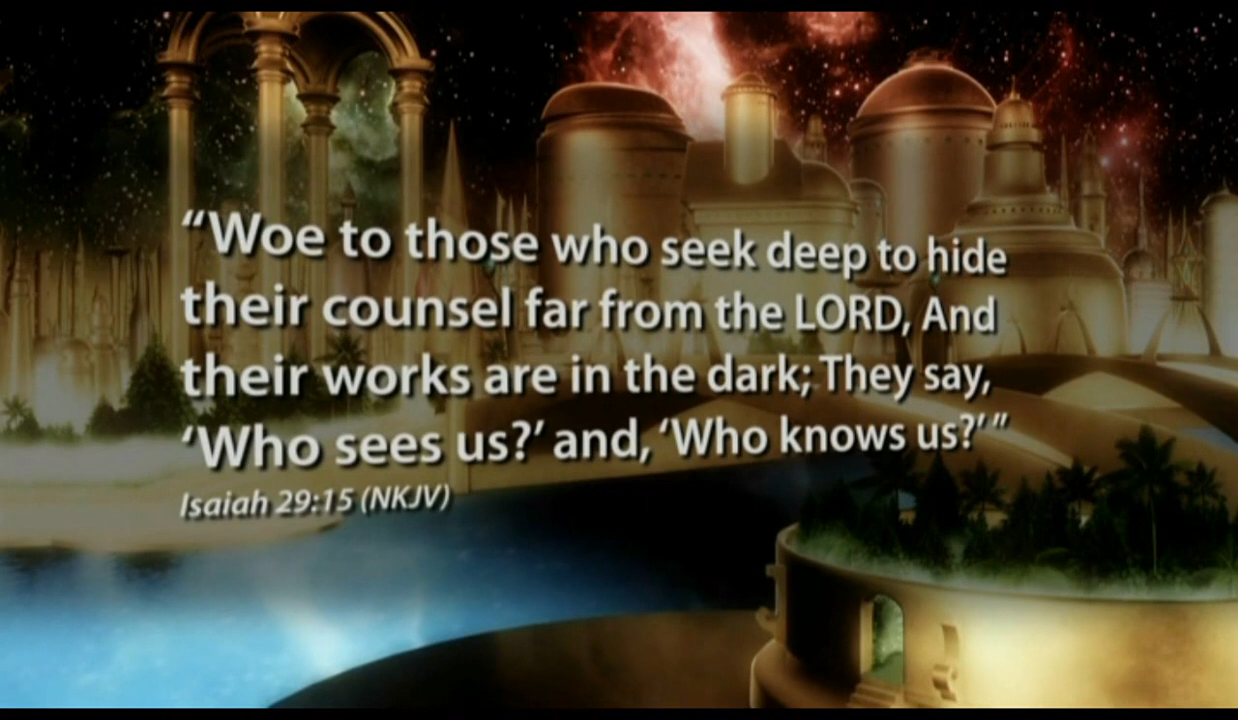 “Woe to those who seek deep to hide
their counsel far from the LORD, And
their works are in the dark; They say,
‘Who sees us?’ and, ‘Who knows us?’”
Isaiah 29:15 (NKJV)